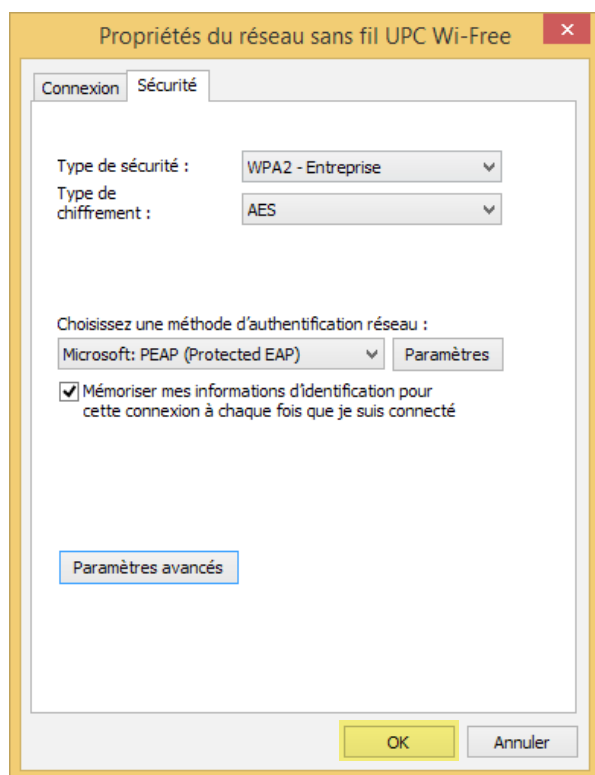 Propriétés du réseau sans fil UPC Wi-Free
Connexion Sécurité
Type de sécurité : WPA2 - Entreprise
Type de
chiffrement : AES
Choisissez une méthode d'authentification réseau :
Microsoft: PEAP (Protected EAP) Paramètres
Mémoriser mes informations d'identification pour
cette connexion à chaque fois que je suis connecté
Paramètres avancés
OK Annuler